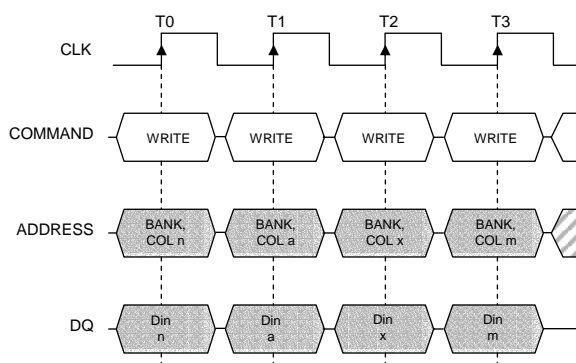 T0 T1 T2 T3
CLK
COMMAND WRITE WRITE WRITE WRITE
ADDRESS
BANK, BANK, BANK, BANK,
COL n COL a COL x COL m
DQ
Din Din Din Din
n a x m